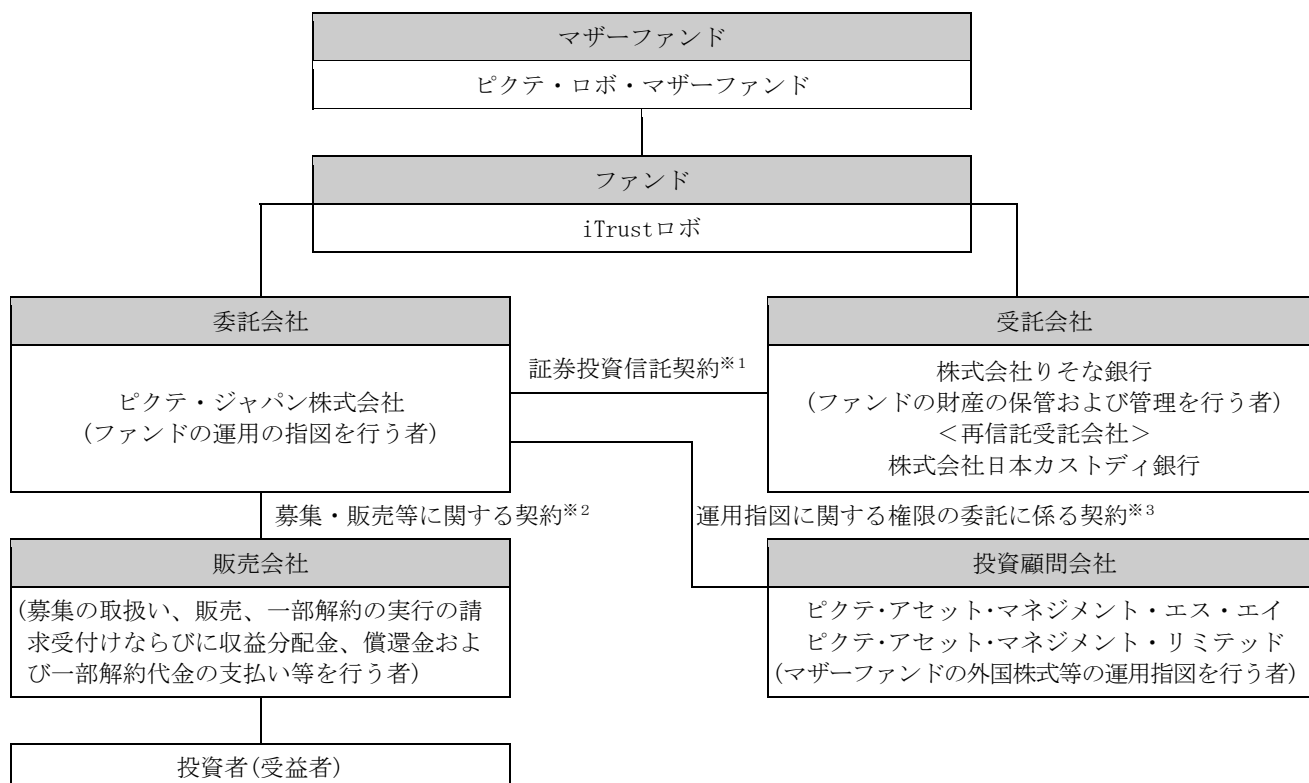 マザーファンド
ピクテ・ロボ・マザーファンド
ファンド
iTrustロボ
委託会社
ピクテ・ジャパン株式会社
(ファンドの運用の指図を行う者)
証券投資信託契約※1
受託会社
株式会社りそな銀行
(ファンドの財産の保管および管理を行う者)
＜再信託受託会社＞
株式会社日本カストディ銀行
募集・販売等に関する契約※2
運用指図に関する権限の委託に係る契約※3
販売会社
(募集の取扱い、販売、一部解約の実行の請
求受付けならびに収益分配金、償還金およ
び一部解約代金の支払い等を行う者)
投資顧問会社
ピクテ・アセット・マネジメント・エス・エイ
ピクテ・アセット・マネジメント・リミテッド
(マザーファンドの外国株式等の運用指図を行う者)
投資者(受益者)